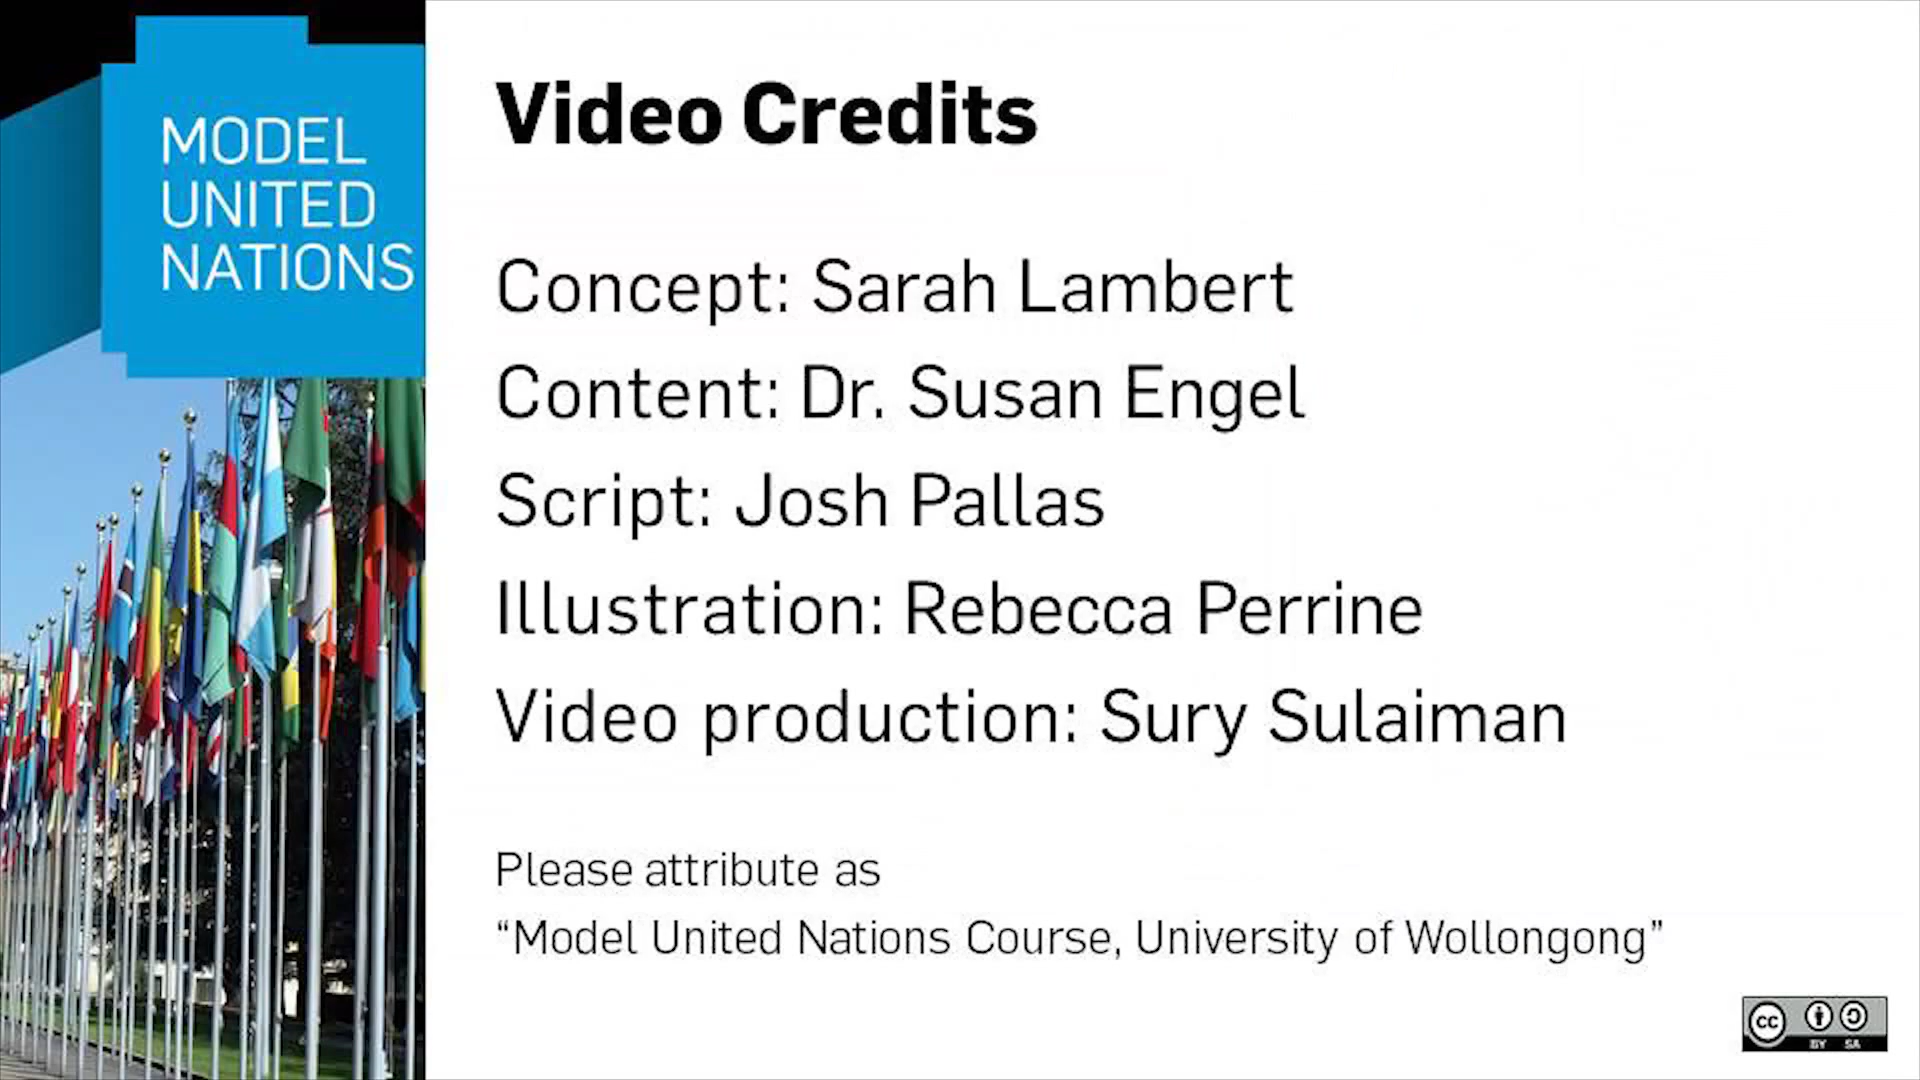 MODEL
UNITED
NATIONS
Video Credits
Concept: Sarah Lambert
Content: Dr. Susan Engel
Script: Josh Pallas
Illustration: Rebecca Perrine
Video production: Sury Sulaiman
Please attribute as
“Model United Nations Course, University of Wollongong”
cc
BY SA